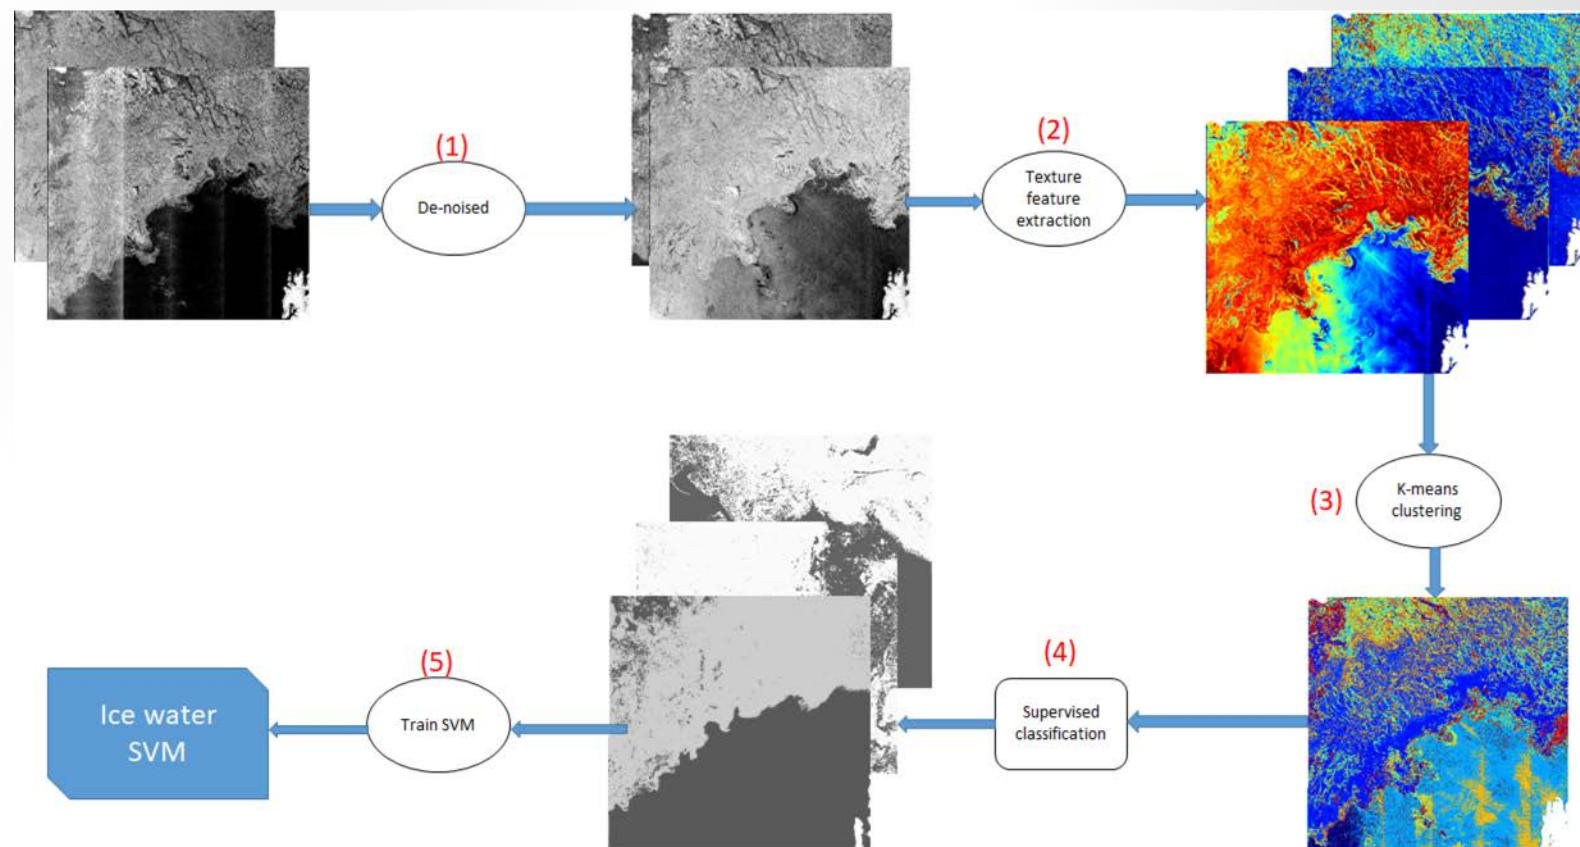 (1)
De-noised
(2)
Texture
feature
extraction
(3)
K-means
clustering
(4)
Supervised
classification
(5)
Train SVM
Ice water
SVM